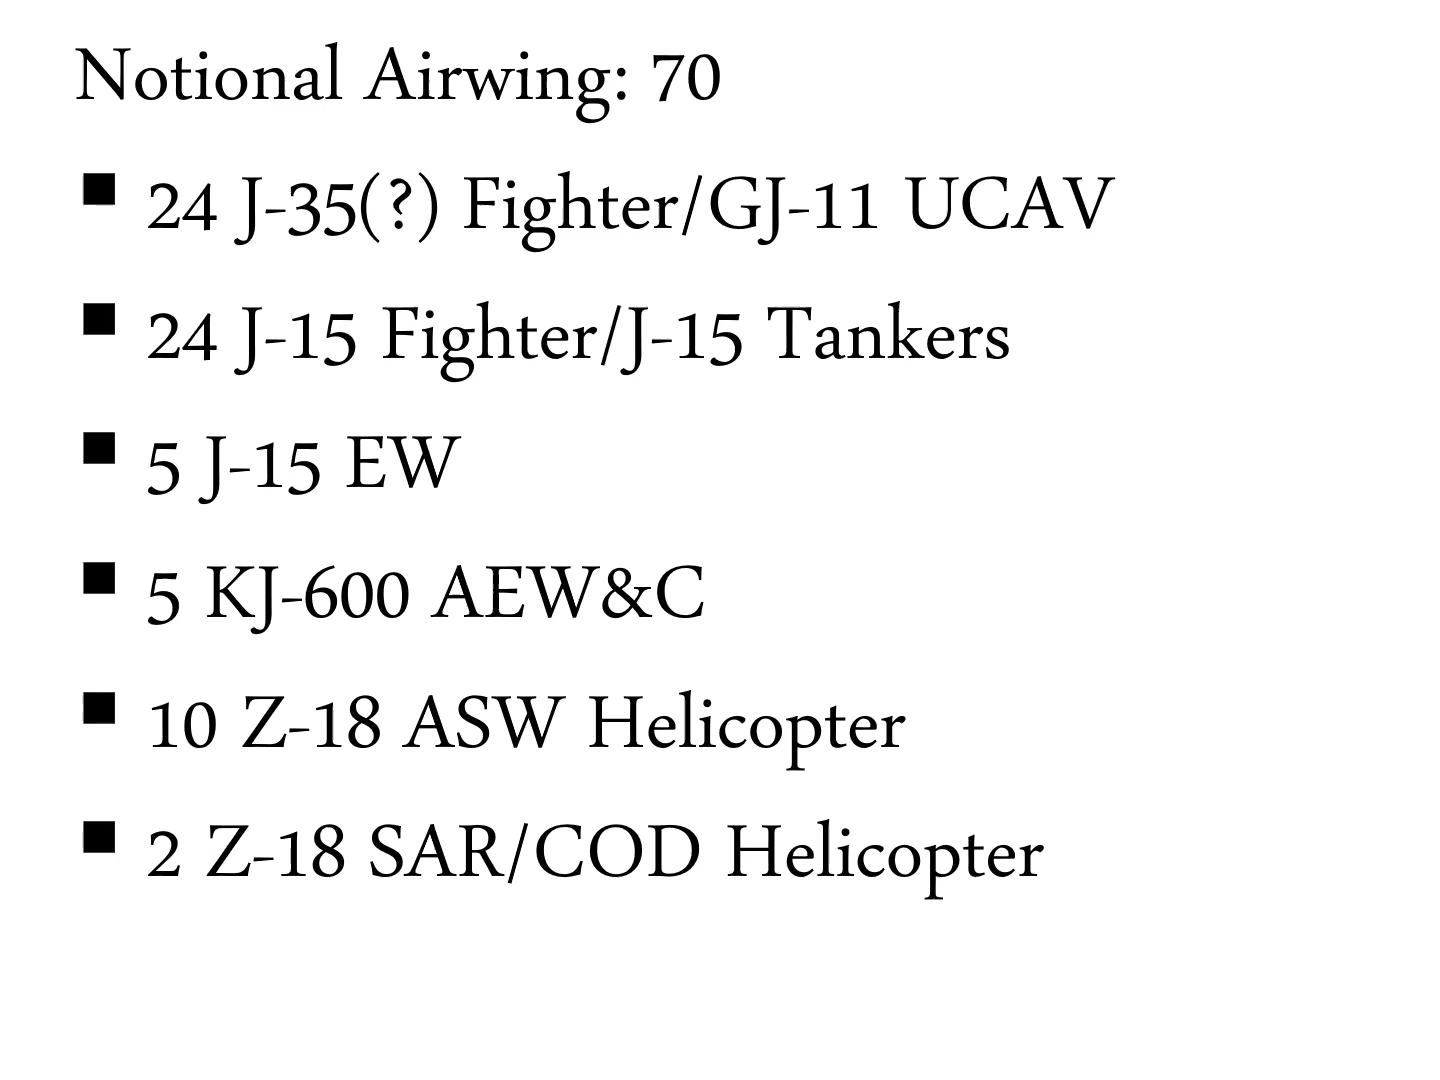 Notional Airwing: 70
▪ 24 J-35(?) Fighter/GJ-11 UCAV
▪ 24 J-15 Fighter/J-15 Tankers
▪ 5 J-15 EW
▪ 5 KJ-600 AEW&C
▪ 10 Z-18 ASW Helicopter
▪ 2 Z-18 SAR/COD Helicopter